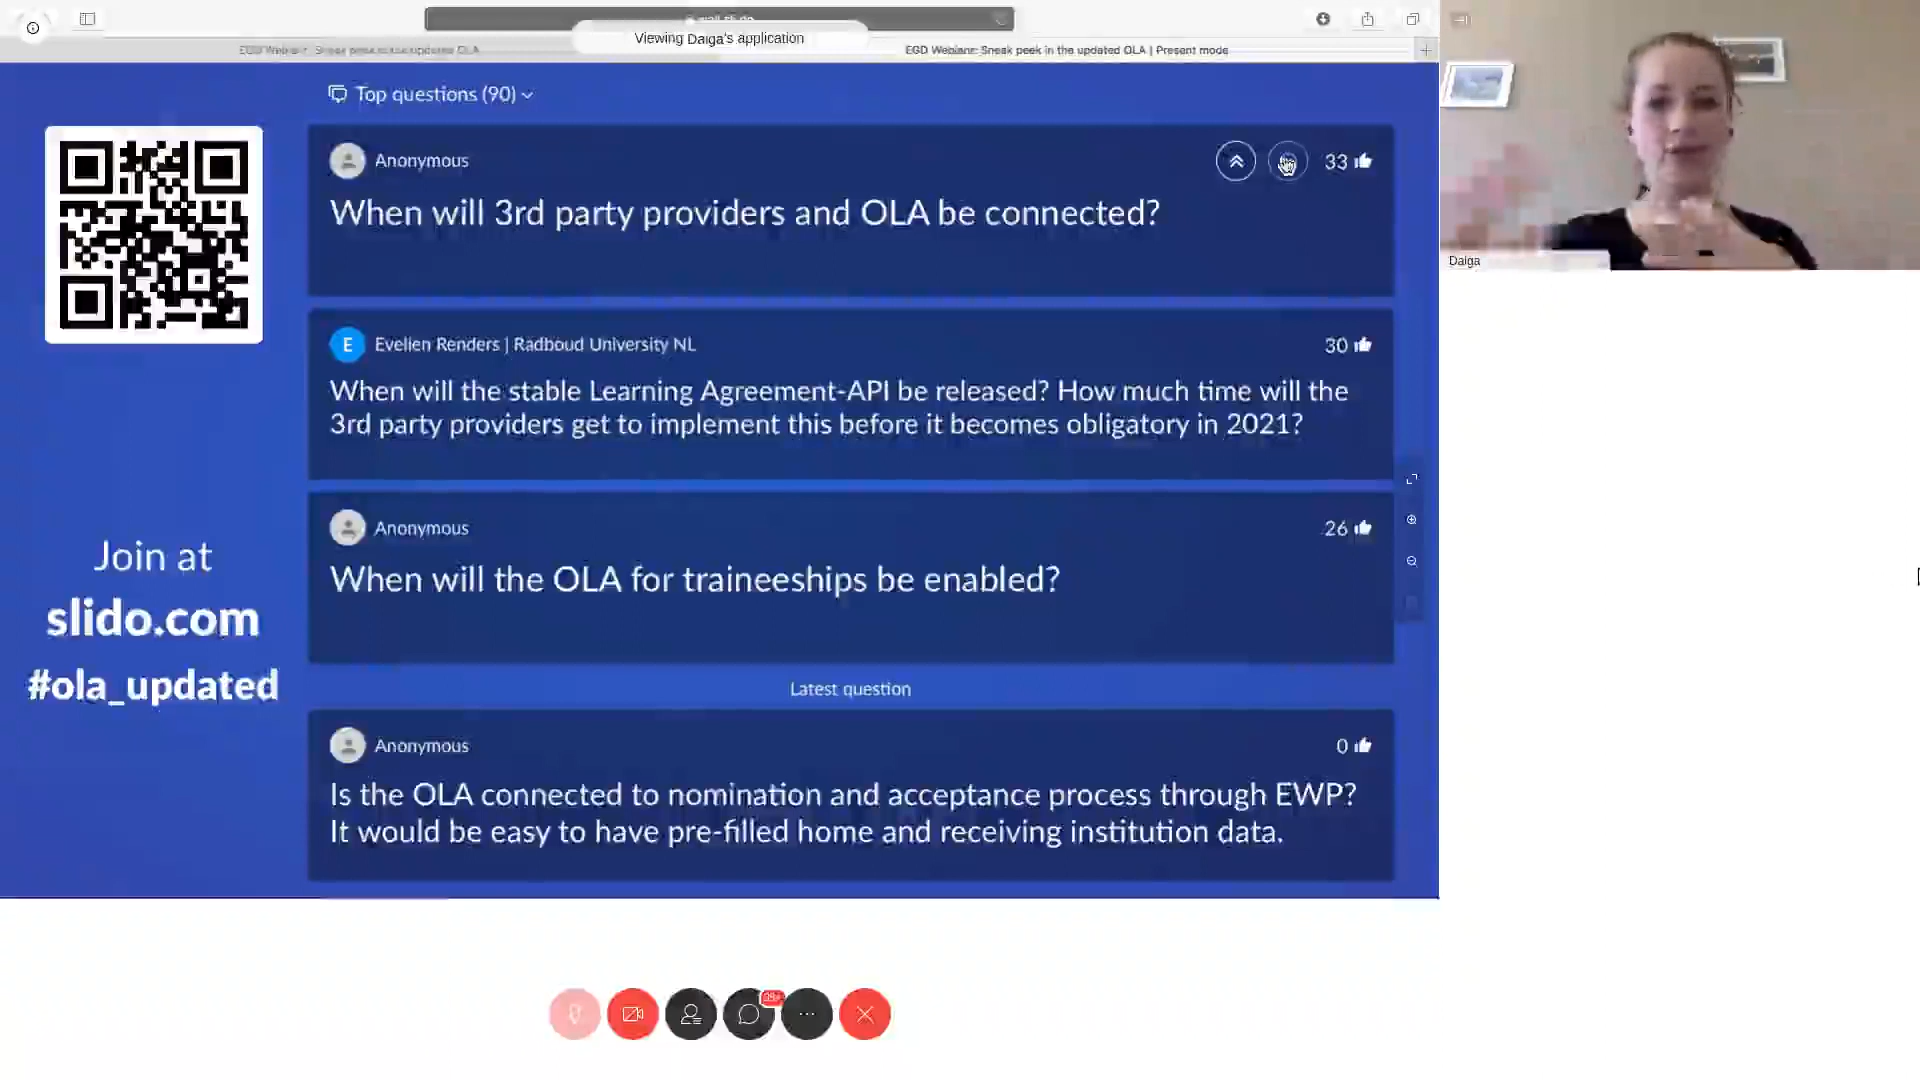 Viewing Daiga's application
EGD Webianr: Sneak peek in the updated OLA | Present mode
Top questions (90)
Anonymous
33
When will 3rd party providers and OLA be connected?
Evelien Renders | Radboud University NL
30
When will the stable Learning Agreement-API be released? How much time will the
3rd party providers get to implement this before it becomes obligatory in 2021?
Anonymous
26
When will the OLA for traineeships be enabled?
Latest question
Anonymous
0
Is the OLA connected to nomination and acceptance process through EWP?
It would be easy to have pre-filled home and receiving institution data.
Join at
slido.com
#ola_updated
Daiga